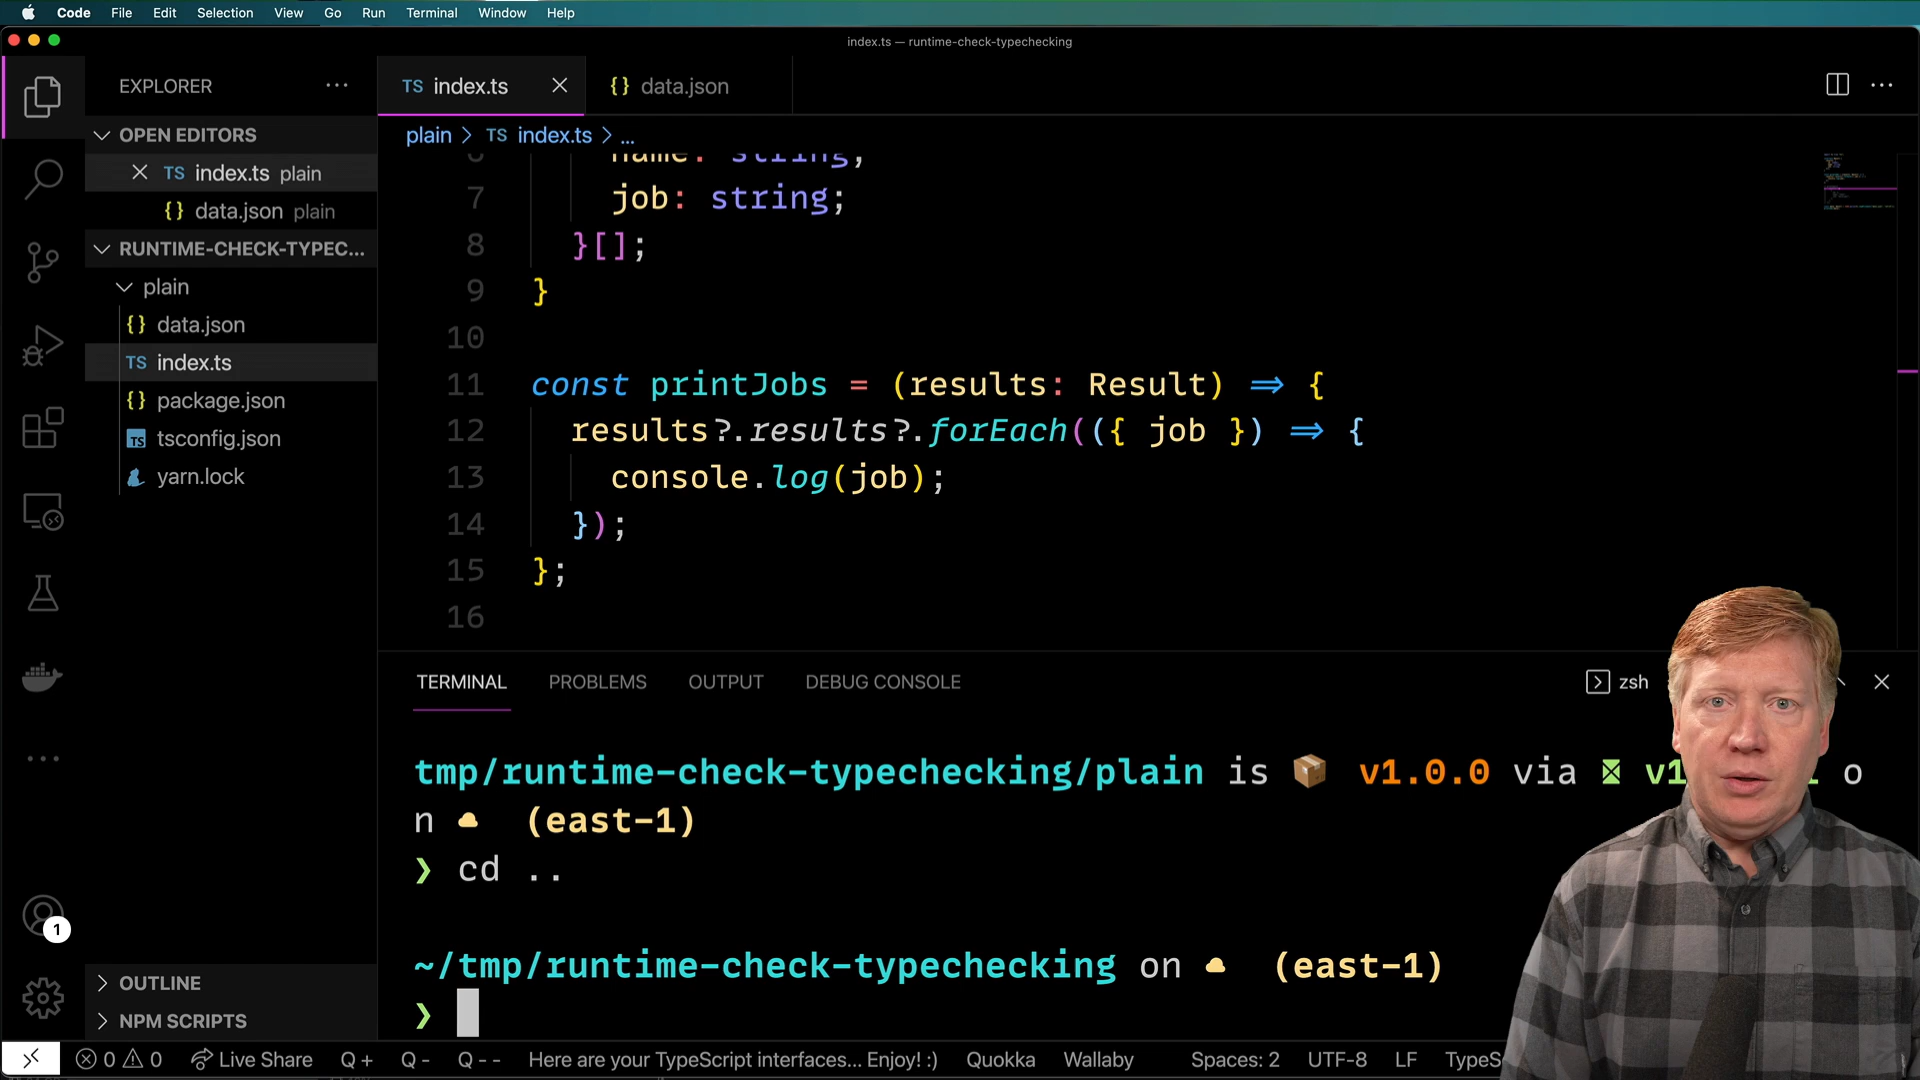 Code File Edit Selection View Go Run Terminal Window Help
index.ts — runtime-check-typechecking
EXPLORER
OPEN EDITORS
TS index.ts plain
{} data.json plain
RUNTIME-CHECK-TYPEC...
plain
{} data.json
TS index.ts
{} package.json
TS tsconfig.json
yarn.lock
OUTLINE
NPM SCRIPTS
1
TS index.ts
{} data.json
plain > TS index.ts > ...
6 name: string;
7 job: string;
8 }[];
9 }
10
11 const printJobs = (results: Result) => {
12 results?.results?.forEach(({ job }) => {
13 console.log(job);
14 });
15 };
16
TERMINAL PROBLEMS OUTPUT DEBUG CONSOLE
zsh
tmp/runtime-check-typechecking/plain is 📦 v1.0.0 via o
n (east-1)
❯ cd ..
~/tmp/runtime-check-typechecking on (east-1)
❯
0 0 Live Share Q + Q - Q - - Here are your TypeScript interfaces... Enjoy! :) Quokka Wallaby Spaces: 2 UTF-8 LF